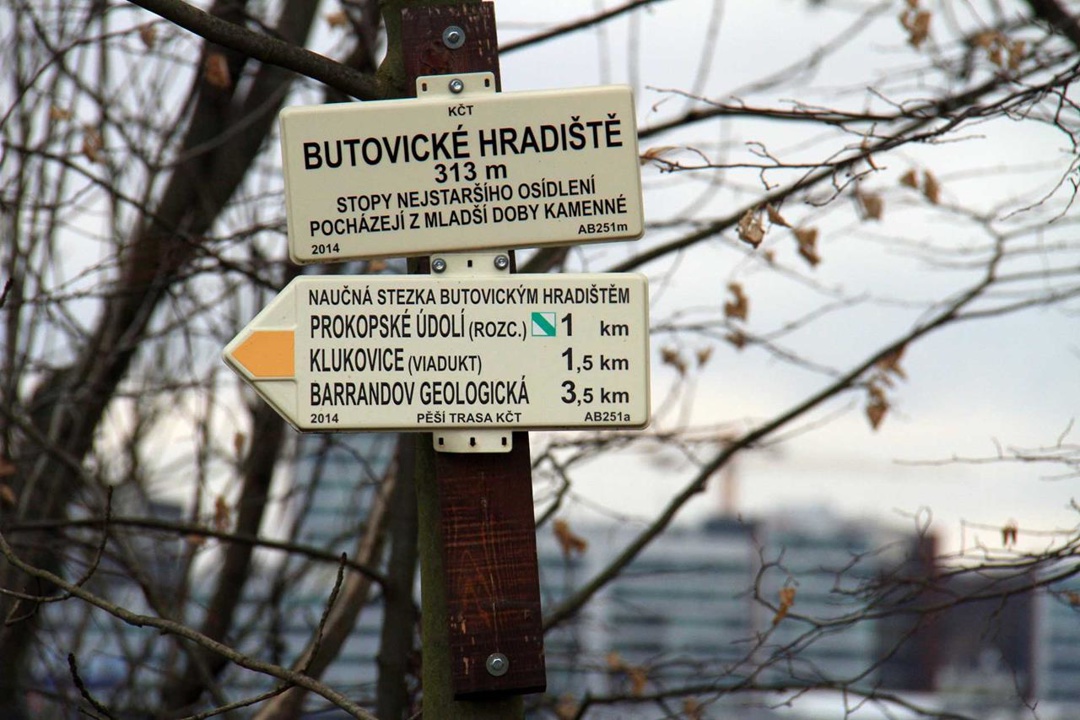 KČT
BUTOVICKÉ HRADIŠTĚ
313 m
STOPY NEJSTARŠÍHO OSÍDLENÍ
POCHÁZEJÍ Z MLADŠÍ DOBY KAMENNÉ
2014 AB251m
NAUČNÁ STEZKA BUTOVICKÝM HRADIŠTĚM
PROKOPSKÉ ÚDOLÍ (ROZC.) 1 km
KLUKOVICE (VIADUKT) 1,5 km
BARRANDOV GEOLOGICKÁ 3,5 km
2014 PĚŠÍ TRASA KČT AB251a